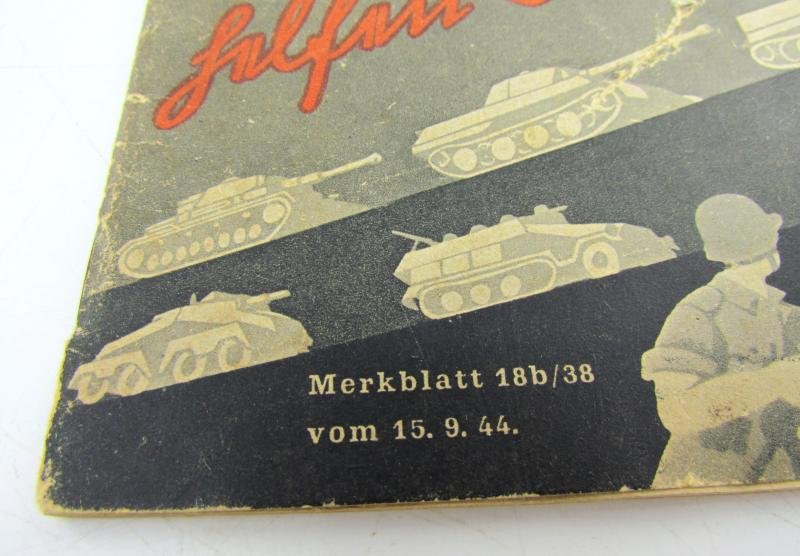 helfen
Merkblatt 18b/38
vom 15. 9. 44.